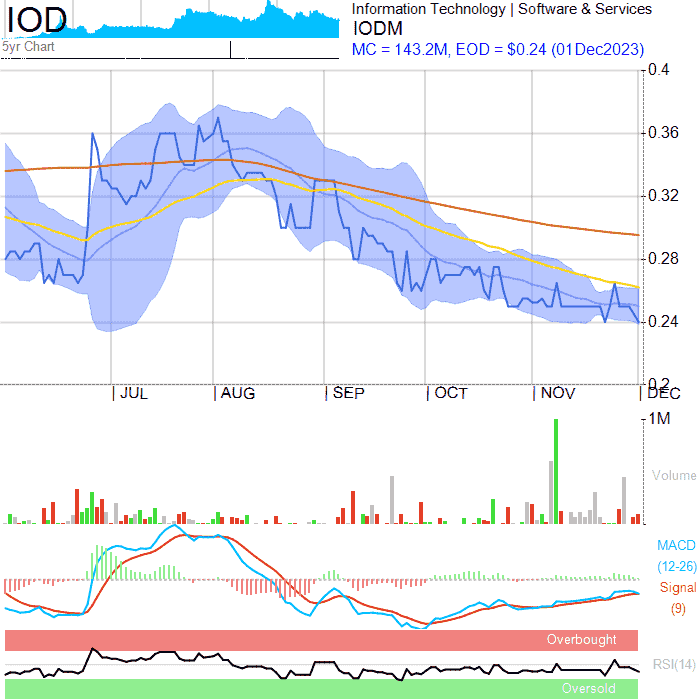 IOD
5yr Chart
Information Technology | Software & Services
IODM
MC = 143.2M, EOD = $0.24 (01Dec2023)
0.4
0.36
0.32
0.28
0.24
0.2
JUL AUG SEP OCT NOV DEC
1M
Volume
MACD
(12-26)
Signal
(9)
Overbought
RSI(14)
Oversold